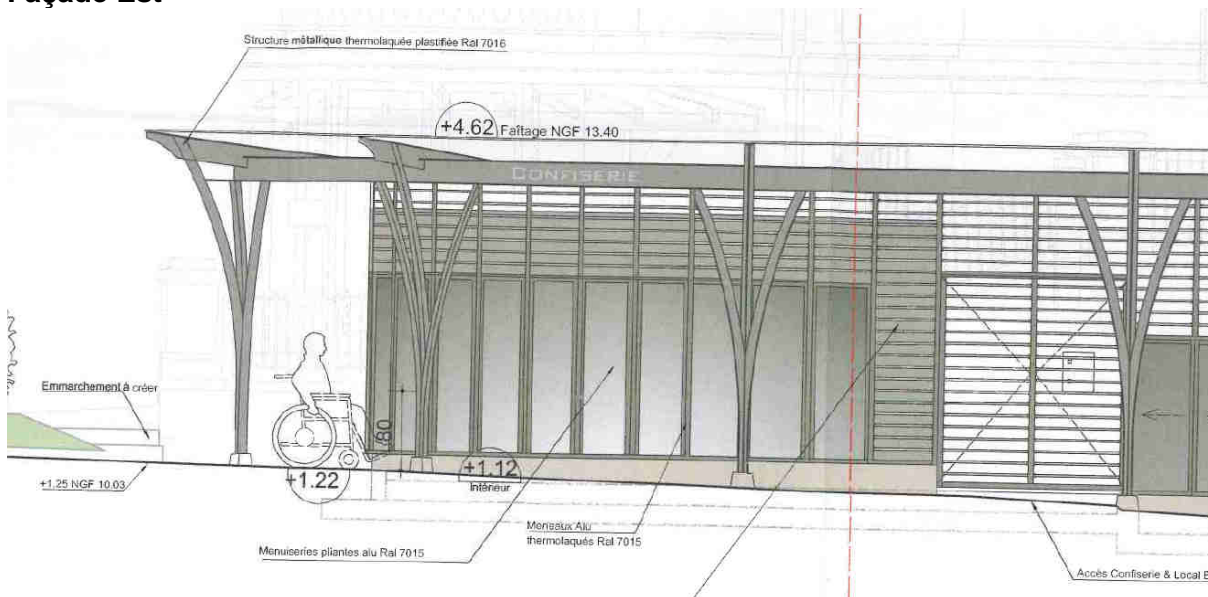 Façade Est
Structure métallique thermolaquée plastifiée Ral 7016
+4.62 Faîtage NGF 13.40
CONFISERIE
Emmarchement à créer
.80
+1.25 NGF 10.03
+1.22
+1.12
Intérieur
Meneaux Alu
thermolaqués Ral 7015
Menuiseries pliantes alu Ral 7015
Accès Confiserie & Local